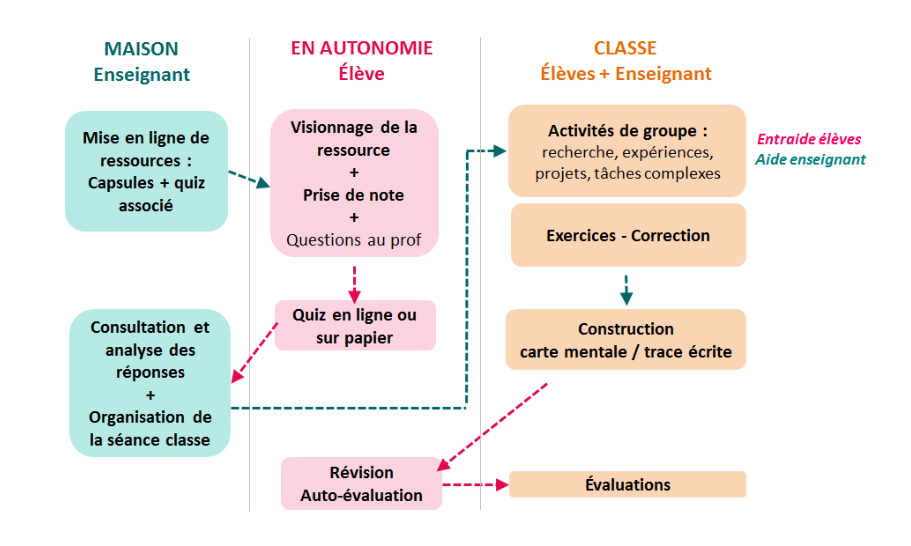 MAISON
Enseignant
EN AUTONOMIE
Élève
CLASSE
Élèves + Enseignant
Mise en ligne de
ressources :
Capsules + quiz
associé
Visionnage de la
ressource
+
Prise de note
+
Questions au prof
Activités de groupe :
recherche, expériences,
projets, tâches complexes
Entraide élèves
Aide enseignant
Exercices - Correction
Quiz en ligne ou
sur papier
Consultation et
analyse des
réponses
+
Organisation de
la séance classe
Construction
carte mentale / trace écrite
Révision
Auto-évaluation
Évaluations